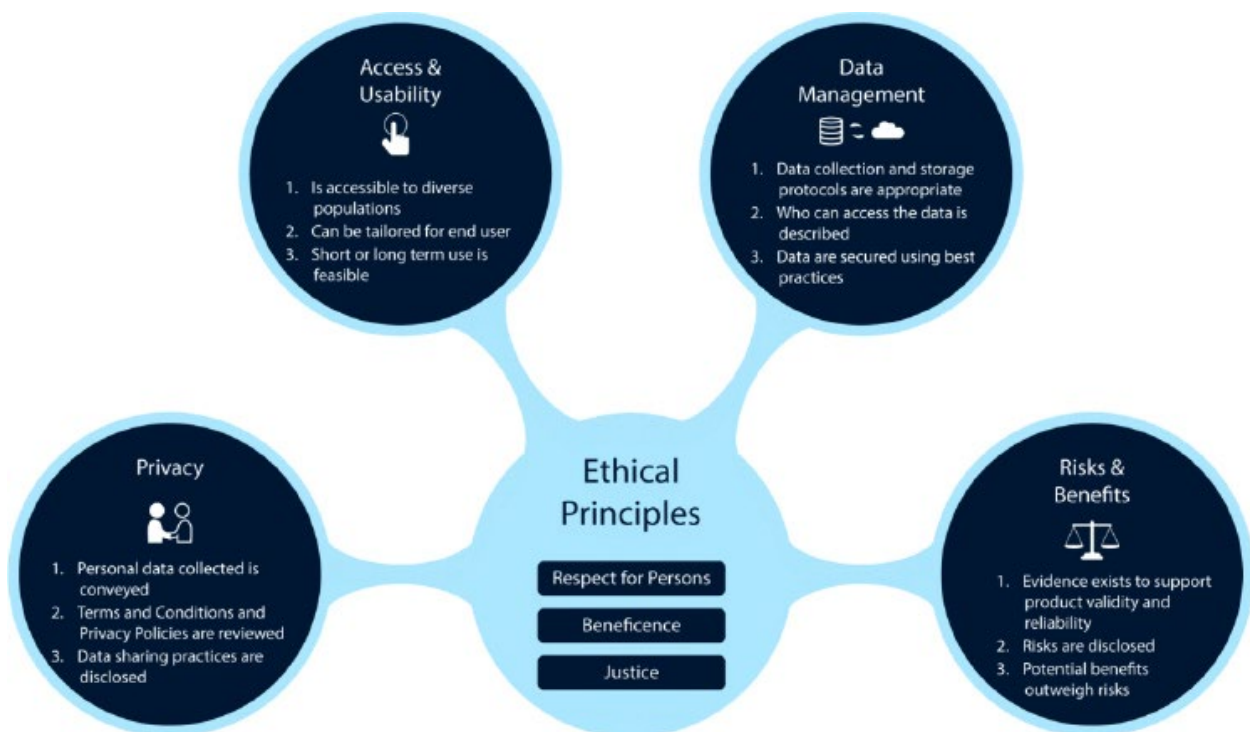 Access &
Usability
1. Is accessible to diverse
populations
2. Can be tailored for end user
3. Short or long term use is
feasible
Data
Management
1. Data collection and storage
protocols are appropriate
2. Who can access the data is
described
3. Data are secured using best
practices
Privacy
1. Personal data collected is
conveyed
2. Terms and Conditions and
Privacy Policies are reviewed
3. Data sharing practices are
disclosed
Ethical
Principles
Respect for Persons
Beneficence
Justice
Risks &
Benefits
1. Evidence exists to support
product validity and
reliability
2. Risks are disclosed
3. Potential benefits
outweigh risks